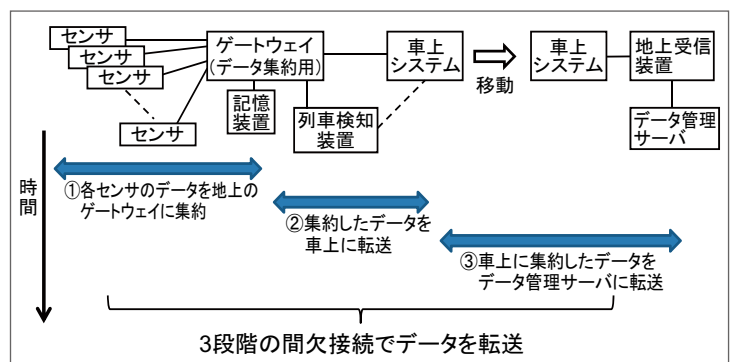 センサ
センサ
センサ
センサ
ゲートウェイ
(データ集約用)
記憶
装置
列車検知
装置
車上
システム
移動
車上
システム
地上受信
装置
データ管理
サーバ
時間
①各センサのデータを地上の
ゲートウェイに集約
②集約したデータを
車上に転送
③車上に集約したデータを
データ管理サーバに転送
3段階の間欠接続でデータを転送